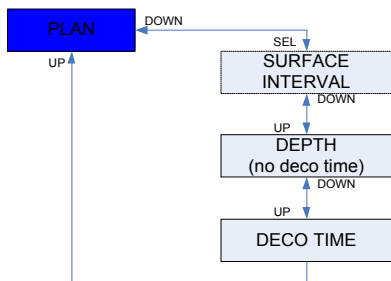 PLAN
DOWN
SEL
UP
SURFACE
INTERVAL
DOWN
UP
DEPTH
(no deco time)
DOWN
UP
DECO TIME